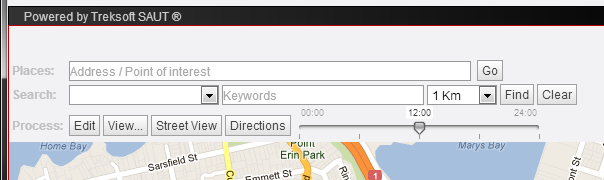 Powered by Treksoft SAUT ®
Places: Address / Point of interest Go
Search: Keywords 1 Km Find Clear
00:00 12:00 24:00
Process: Edit View... Street View Directions
Home Bay Sarsfield St Point Erin Park Marys Bay
Emmett St 1